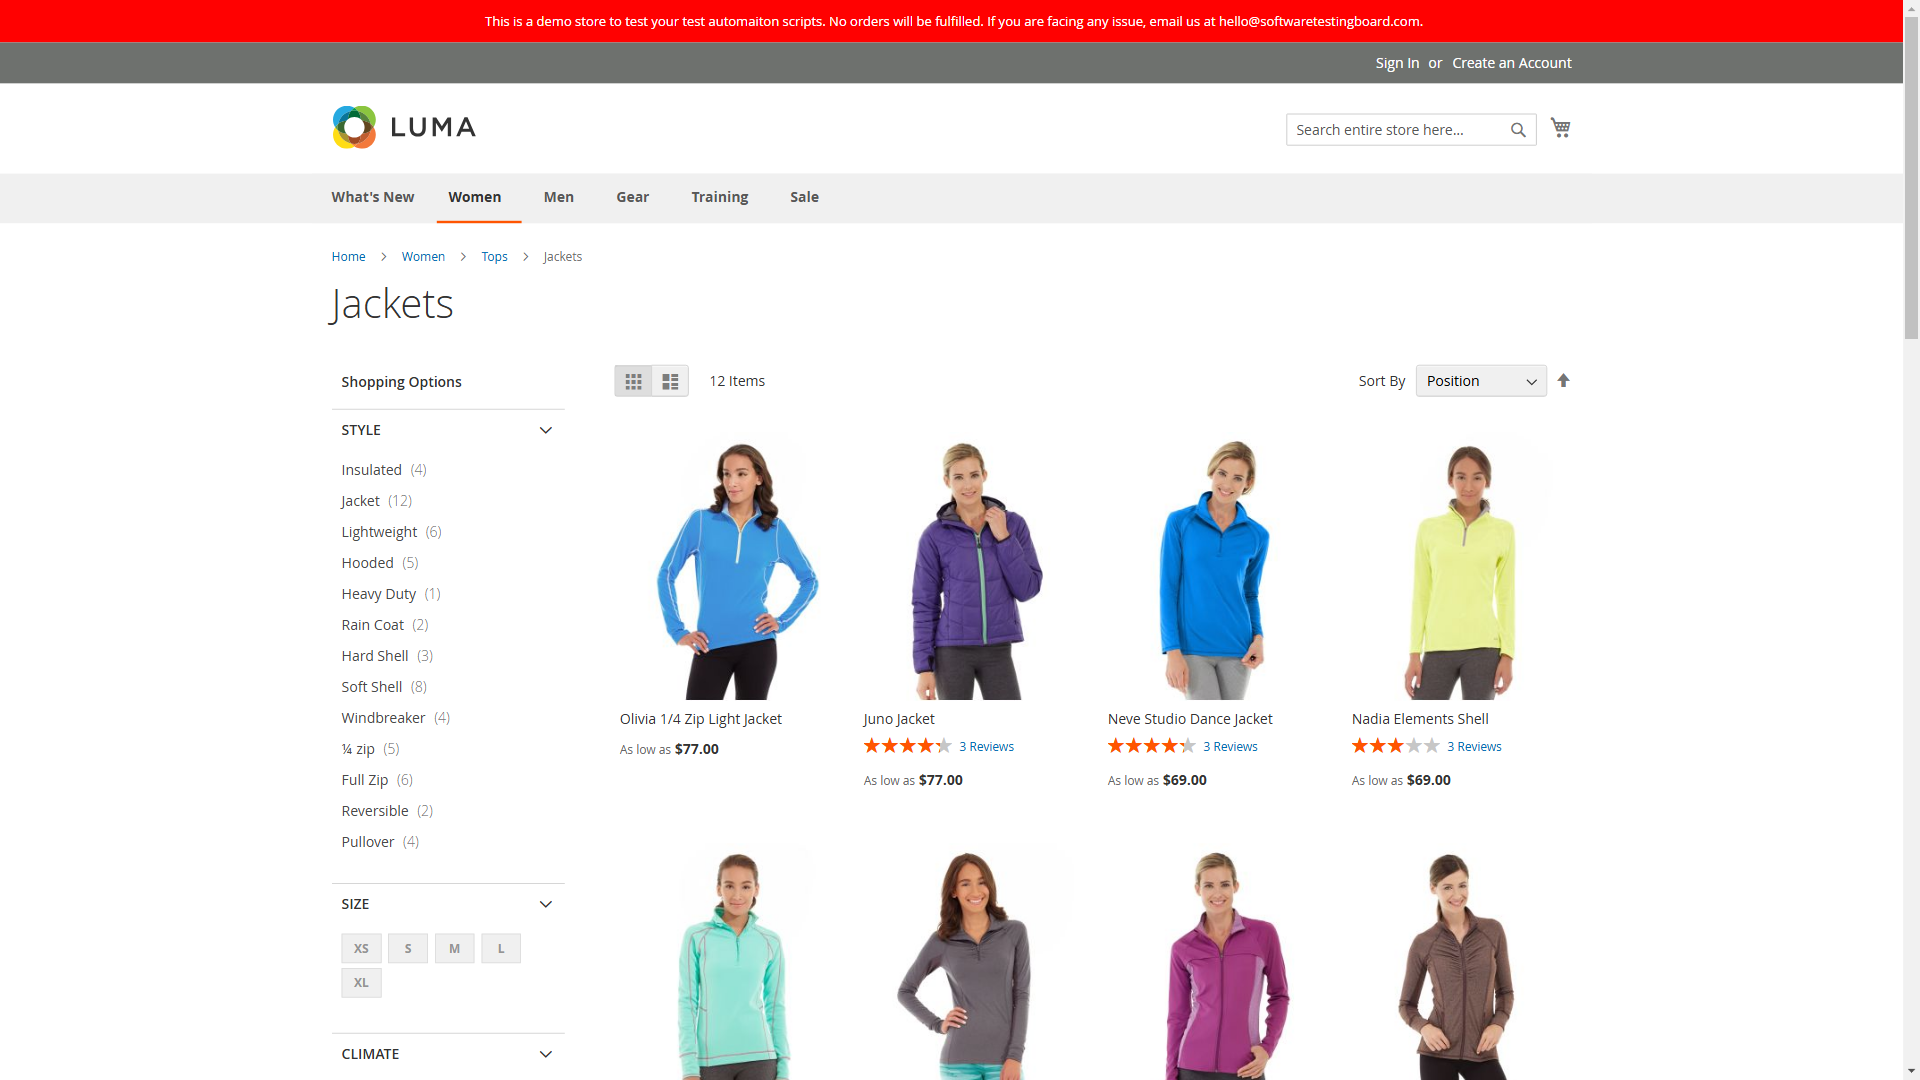 This is a demo store to test your test automaiton scripts. No orders will be fulfilled. If you are facing any issue, email us at hello@softwaretestingboard.com.
Sign In or Create an Account
LUMA
Search entire store here...
What's New Women Men Gear Training Sale
Home > Women > Tops > Jackets
Jackets
Shopping Options
12 Items
Sort By Position
STYLE
Insulated (4)
Jacket (12)
Lightweight (6)
Hooded (5)
Heavy Duty (1)
Rain Coat (2)
Hard Shell (3)
Soft Shell (8)
Windbreaker (4)
¼ zip (5)
Full Zip (6)
Reversible (2)
Pullover (4)
SIZE
XS S M L
XL
CLIMATE
Olivia 1/4 Zip Light Jacket
As low as $77.00
Juno Jacket
3 Reviews
As low as $77.00
Neve Studio Dance Jacket
3 Reviews
As low as $69.00
Nadia Elements Shell
3 Reviews
As low as $69.00